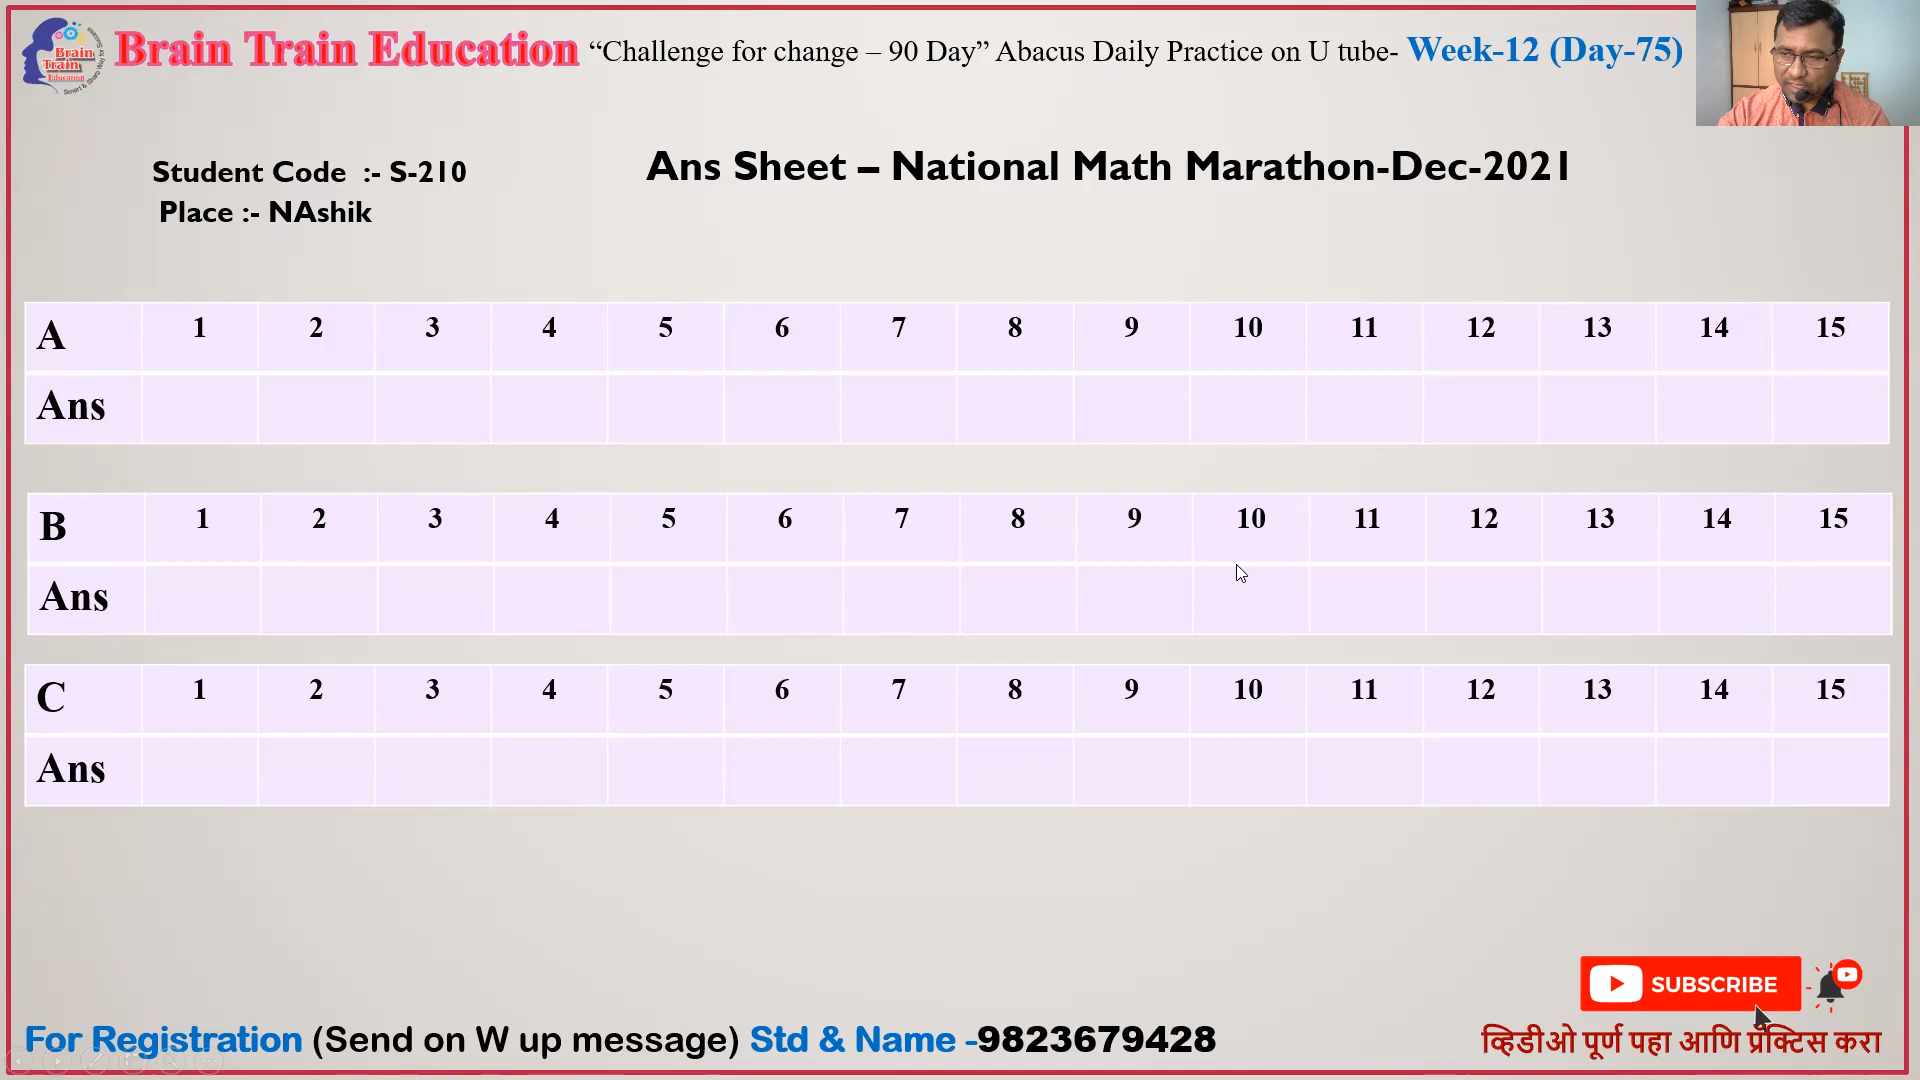 Brain Train Education
Brain Train Education “Challenge for change – 90 Day” Abacus Daily Practice on U tube- Week-12 (Day-75)
Student Code :- S-210
Ans Sheet – National Math Marathon-Dec-2021
Place :- NAshik
A 1 2 3 4 5 6 7 8 9 10 11 12 13 14 15
Ans
B 1 2 3 4 5 6 7 8 9 10 11 12 13 14 15
Ans
C 1 2 3 4 5 6 7 8 9 10 11 12 13 14 15
Ans
SUBSCRIBE
For Registration (Send on W up message) Std & Name -9823679428
व्हिडीओ पूर्ण पहा आणि प्रॅक्टिस करा